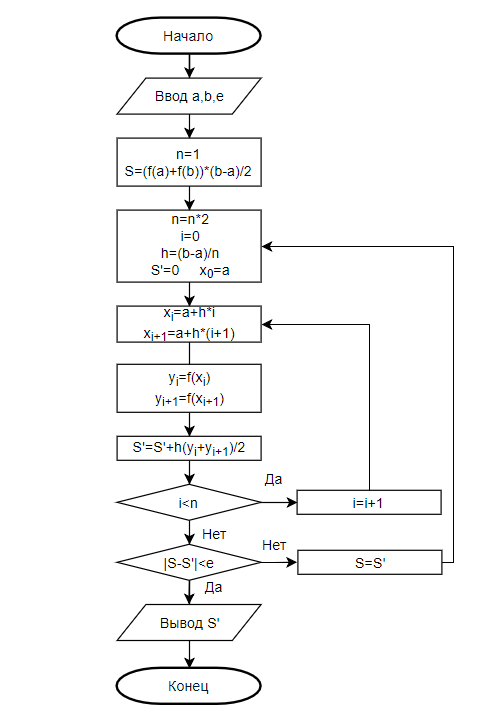 Начало
Ввод a,b,e
n=1
S=(f(a)+f(b))*(b-a)/2
n=n*2
i=0
h=(b-a)/n
S'=0 x₀=a
xᵢ=a+h*i
xᵢ₊₁=a+h*(i+1)
yᵢ=f(xᵢ)
yᵢ₊₁=f(xᵢ₊₁)
S'=S'+h(yᵢ+yᵢ₊₁)/2
Да
i<n
i=i+1
Нет
Нет
|S-S'|<e
S=S'
Да
Вывод S'
Конец